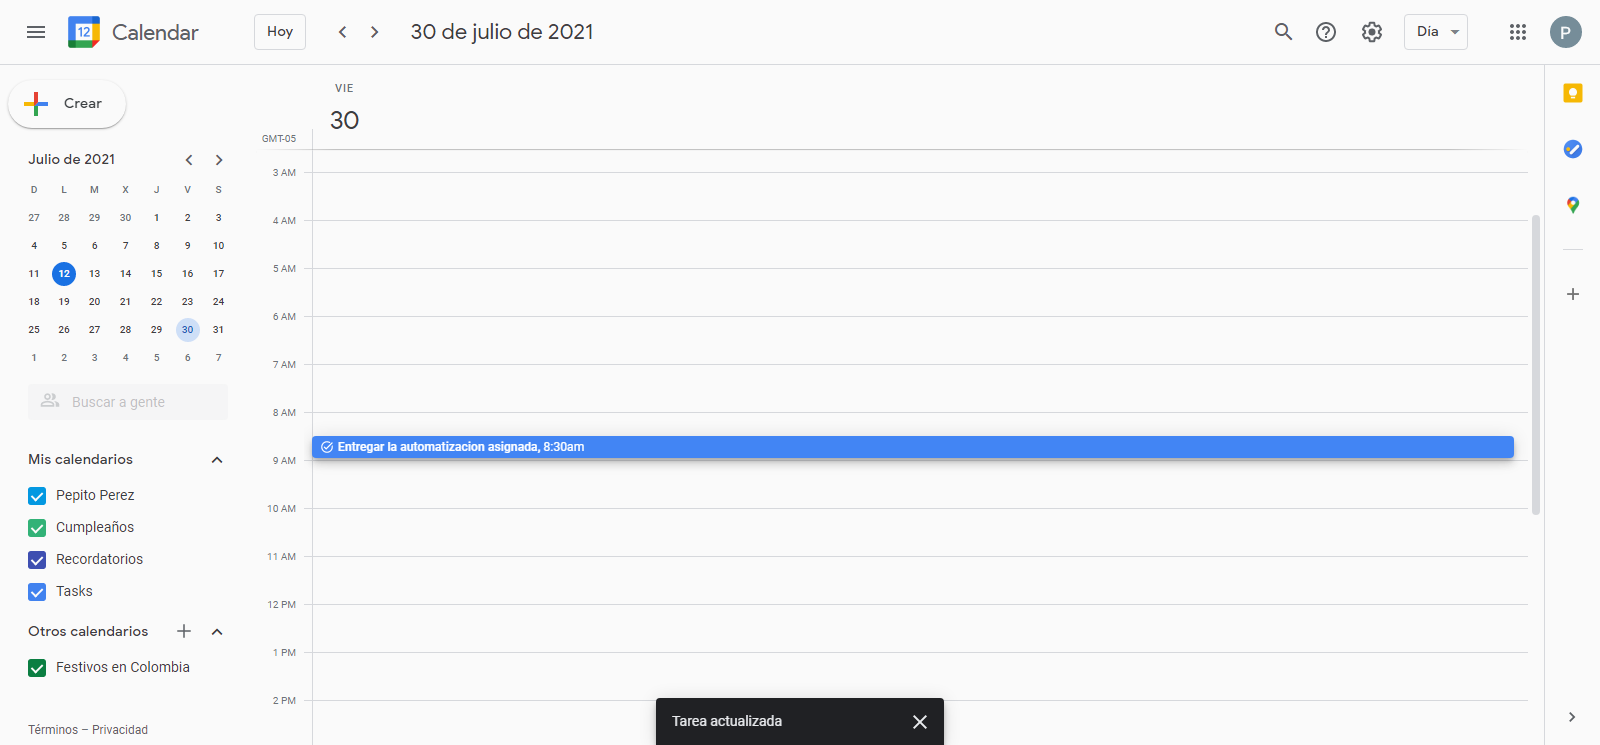 12 Calendar Hoy 30 de julio de 2021 Día P
Crear
Julio de 2021
D L M X J V S
27 28 29 30 1 2 3
4 5 6 7 8 9 10
11 12 13 14 15 16 17
18 19 20 21 22 23 24
25 26 27 28 29 30 31
1 2 3 4 5 6 7
Buscar a gente
Mis calendarios
Pepito Perez
Cumpleaños
Recordatorios
Tasks
Otros calendarios
Festivos en Colombia
Términos – Privacidad
VIE
30
GMT-05
3 AM
4 AM
5 AM
6 AM
7 AM
8 AM
Entregar la automatizacion asignada, 8:30am
9 AM
10 AM
11 AM
12 PM
1 PM
2 PM
Tarea actualizada